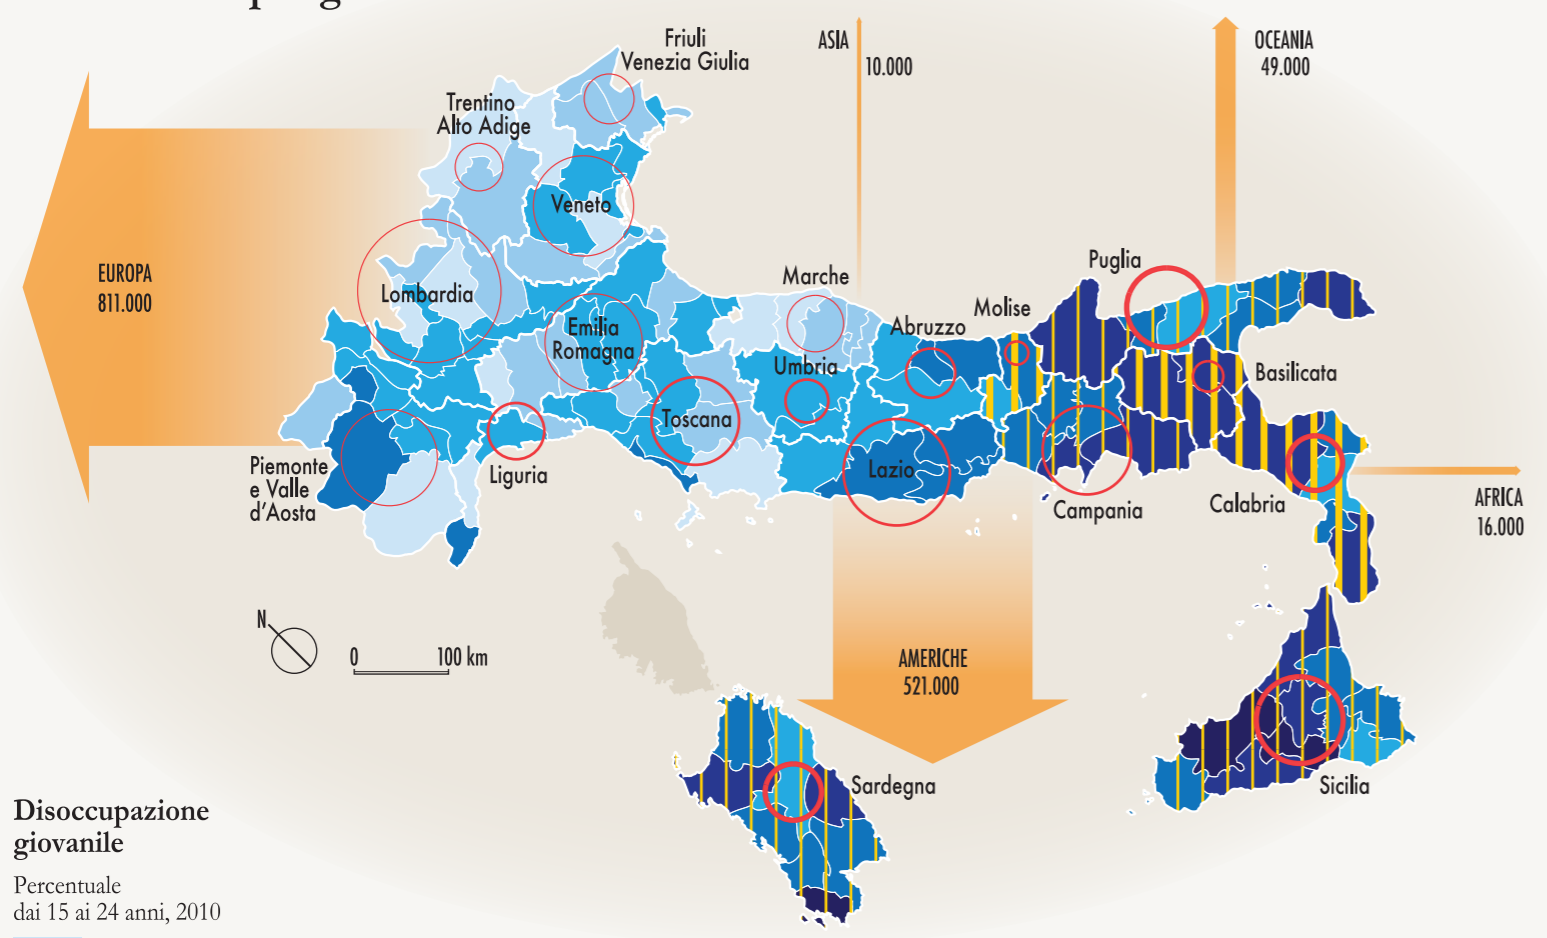 Friuli
Venezia Giulia
ASIA
10.000
OCEANIA
49.000
Trentino
Alto Adige
Veneto
EUROPA
811.000
Lombardia
Puglia
Marche
Molise
Abruzzo
Emilia
Romagna
Umbria
Basilicata
Toscana
Lazio
Piemonte
e Valle
d'Aosta
Liguria
Campania
Calabria
AFRICA
16.000
N
0
100 km
AMERICHE
521.000
Sardegna
Sicilia
Disoccupazione
giovanile
Percentuale
dai 15 ai 24 anni, 2010